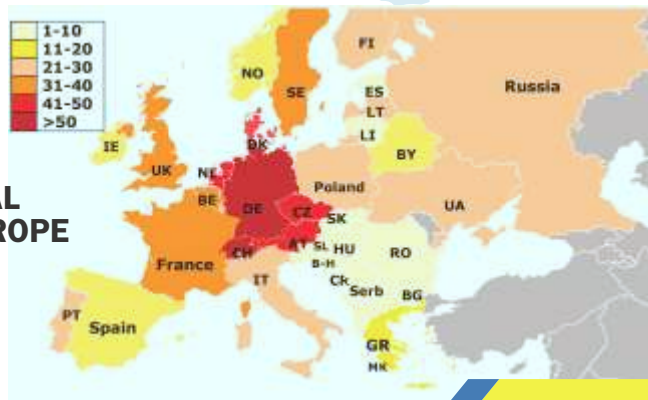 1-10
11-20
21-30
31-40
41-50
>50
AL
ROPE
FI
NO
SE
ES
LT
LI
Russia
IE
UK
DK
NL
BE
DE
Poland
BY
UA
CZ
SK
France
CH
AT
SL
HU
RO
B-H
IT
Ck
Serb
BG
PT
Spain
GR
MK